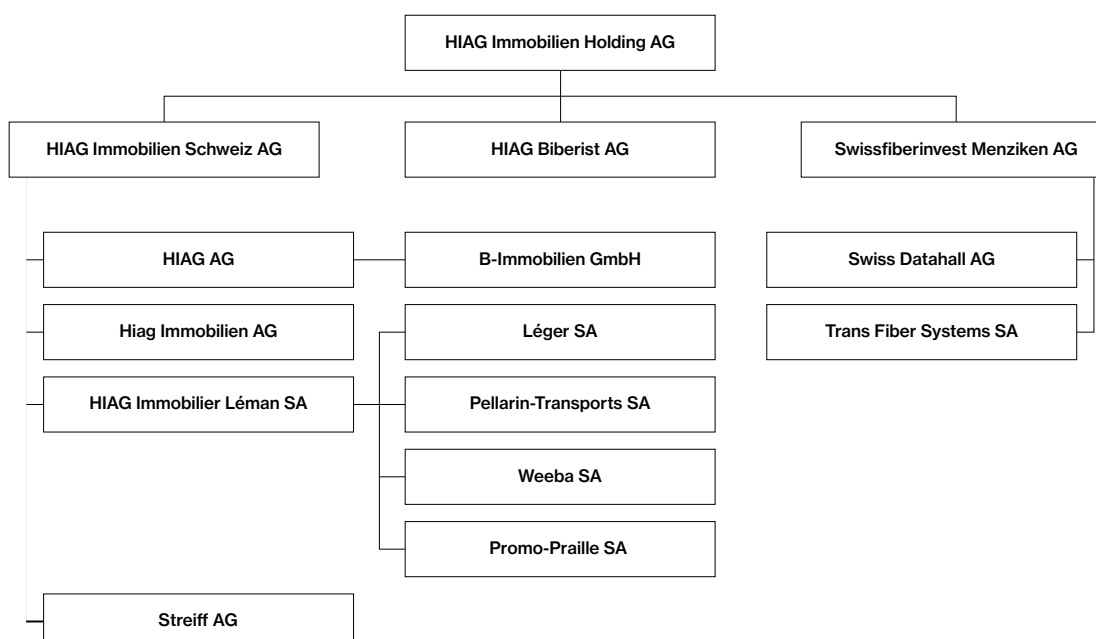 HIAG Immobilien Holding AG
HIAG Immobilien Schweiz AG
HIAG Biberist AG
Swissfiberinvest Menziken AG
HIAG AG
B-Immobilien GmbH
Swiss Datahall AG
Hiag Immobilien AG
Léger SA
Trans Fiber Systems SA
HIAG Immobilier Léman SA
Pellarin-Transports SA
Weeba SA
Promo-Praille SA
Streiff AG